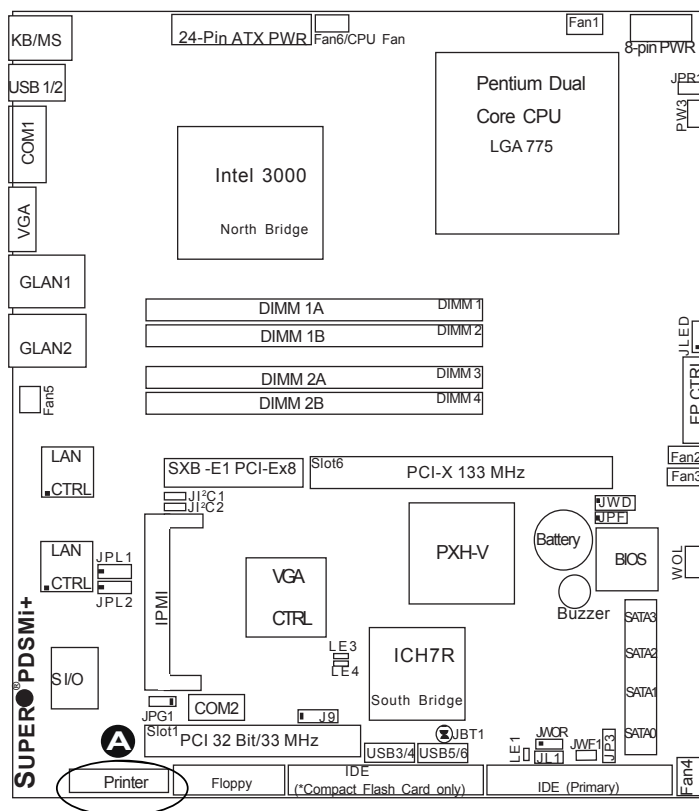 KB/MS
24-Pin ATX PWR
Fan6/CPU Fan
Fan1
8-pin PWR
USB 1/2
JPR1
PW3
COM1
Pentium Dual
Core CPU
LGA 775
Intel 3000
North Bridge
VGA
GLAN1
GLAN2
DIMM 1A DIMM 1
DIMM 1B DIMM 2
DIMM 2A DIMM 3
DIMM 2B DIMM 4
JLED
FP CTRL
Fan5
Fan2
Fan3
LAN
CTRL
SXB -E1 PCI-Ex8
Slot6
PCI-X 133 MHz
JI²C1
JI²C2
JWD
JPF
LAN
CTRL
JPL1
JPL2
IPMI
VGA
CTRL
PXH-V
Battery
BIOS
WOL
Buzzer
SATA3
SATA2
SATA1
SATA0
LE3
LE4
ICH7R
South Bridge
S I/O
SUPER®PDSMi+
JPG1
COM2
J9
Slot1
PCI 32 Bit/33 MHz
JBT1
USB3/4
USB5/6
LE1
JWOR
JL1
JWF1
JP3
Fan4
A
Printer
Floppy
IDE
(*Compact Flash Card only)
IDE (Primary)